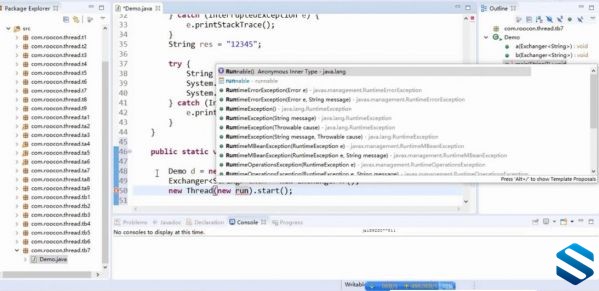 Package Explorer
src
com.roocon.thread.t1
com.roocon.thread.t2
com.roocon.thread.t3
com.roocon.thread.t4
com.roocon.thread.t5
com.roocon.thread.t6
com.roocon.thread.t7
com.roocon.thread.t8
com.roocon.thread.t9
com.roocon.thread.ta1
com.roocon.thread.ta2
com.roocon.thread.ta3
com.roocon.thread.ta4
com.roocon.thread.ta5
com.roocon.thread.ta6
com.roocon.thread.ta7
com.roocon.thread.ta8
com.roocon.thread.ta9
com.roocon.thread.tb1
com.roocon.thread.tb2
com.roocon.thread.tb3
com.roocon.thread.tb4
com.roocon.thread.tb5
com.roocon.thread.tb6
com.roocon.thread.tb7
Demo.java
*Demo.java
32 } catch (InterruptedException e) {
33 e.printStackTrace();
34 }
35 String res = "12345";
36
37 try {
38 String
39 System.
40 System.
41 } catch (In
42 e.print
43 }
44 }
45
46 public static v
47
48 Demo d = new
49
50 new Thread(new run).start();
51
Runnable() Anonymous Inner Type - java.lang
runnable - runnable
RuntimeErrorException(Error e) - javax.management.RuntimeErrorException
RuntimeErrorException(Error e, String message) - javax.management.RuntimeErrorException
RuntimeException() - java.lang.RuntimeException
RuntimeException(String message) - java.lang.RuntimeException
RuntimeException(Throwable cause) - java.lang.RuntimeException
RuntimeException(String message, Throwable cause) - java.lang.RuntimeException
RuntimeMBeanException(RuntimeException e) - javax.management.RuntimeMBeanException
RuntimeMBeanException(RuntimeException e, String message) - javax.management.RuntimeMBeanException
RuntimeOperationsException(RuntimeException e) - javax.management.RuntimeOperationsException
Press 'Alt+/' to show Template Proposals
Outline
com.roocon.thread.tb7
Demo
a(Exchanger<String>) : void
b(Exchanger<String>) : void
Problems Javadoc Declaration Console Progress
No consoles to display at this time.
Writable